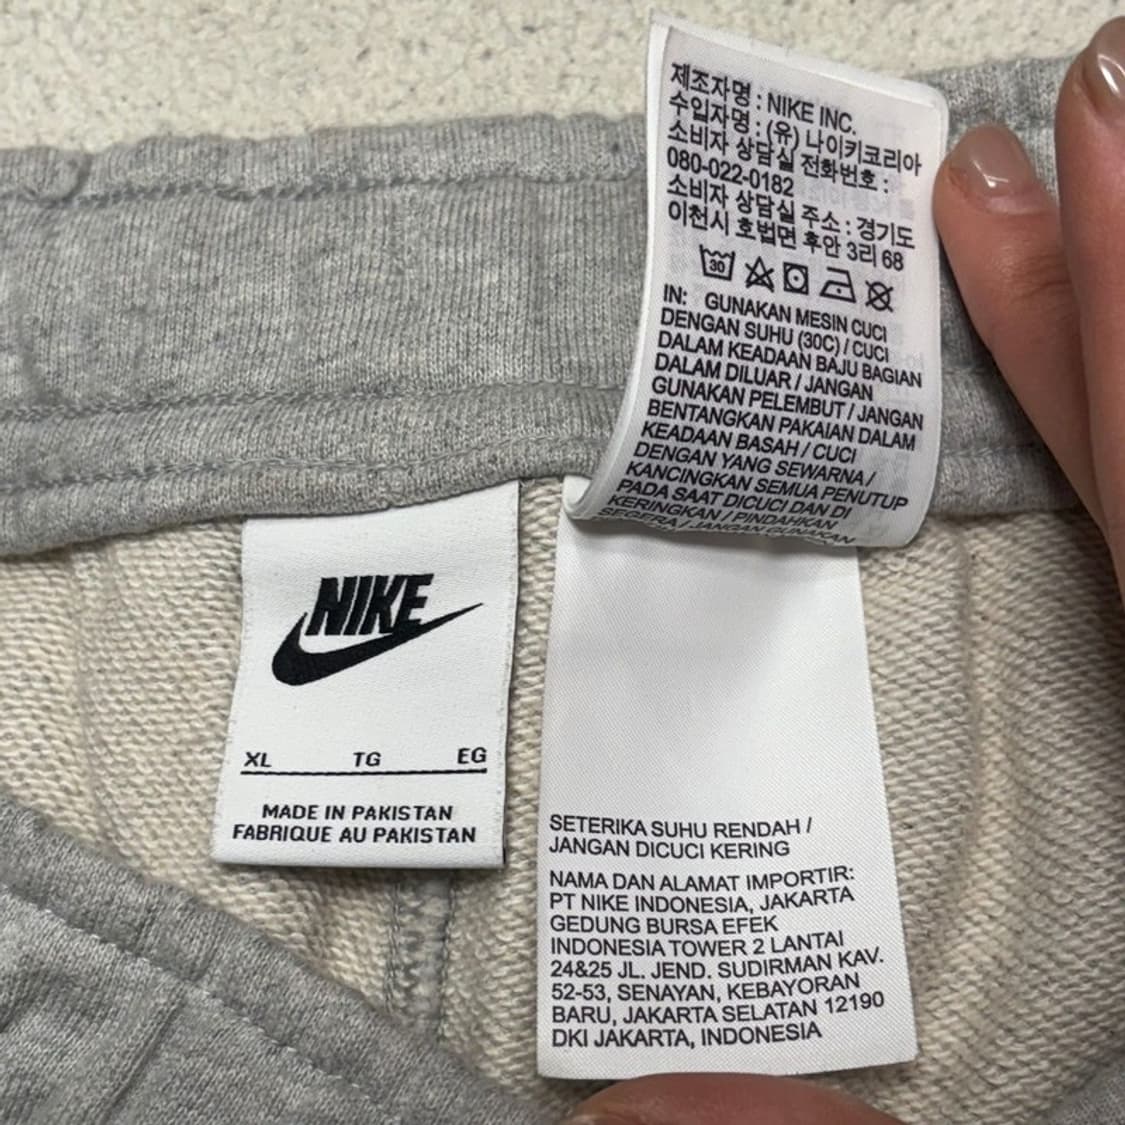 제조자명 : NIKE INC.
수입자명 : (유) 나이키코리아
소비자 상담실 전화번호 :
080-022-0182
소비자 상담실 주소 : 경기도
이천시 호법면 후안 3리 68
30
IN: GUNAKAN MESIN CUCI
DENGAN SUHU (30C) / CUCI
DALAM KEADAAN BAJU BAGIAN
DALAM DILUAR / JANGAN
GUNAKAN PELEMBUT / JANGAN
BENTANGKAN PAKAIAN DALAM
KEADAAN BASAH / CUCI
DENGAN YANG SEWARNA /
KANCINGKAN SEMUA PENUTUP
PADA SAAT DICUCI DAN DI
KERINGKAN / PINDAHKAN
SEGERA / JANGAN GUNAKAN
NIKE
XL TG EG
MADE IN PAKISTAN
FABRIQUE AU PAKISTAN
SETERIKA SUHU RENDAH /
JANGAN DICUCI KERING
NAMA DAN ALAMAT IMPORTIR:
PT NIKE INDONESIA, JAKARTA
GEDUNG BURSA EFEK
INDONESIA TOWER 2 LANTAI
24&25 JL. JEND. SUDIRMAN KAV.
52-53, SENAYAN, KEBAYORAN
BARU, JAKARTA SELATAN 12190
DKI JAKARTA, INDONESIA